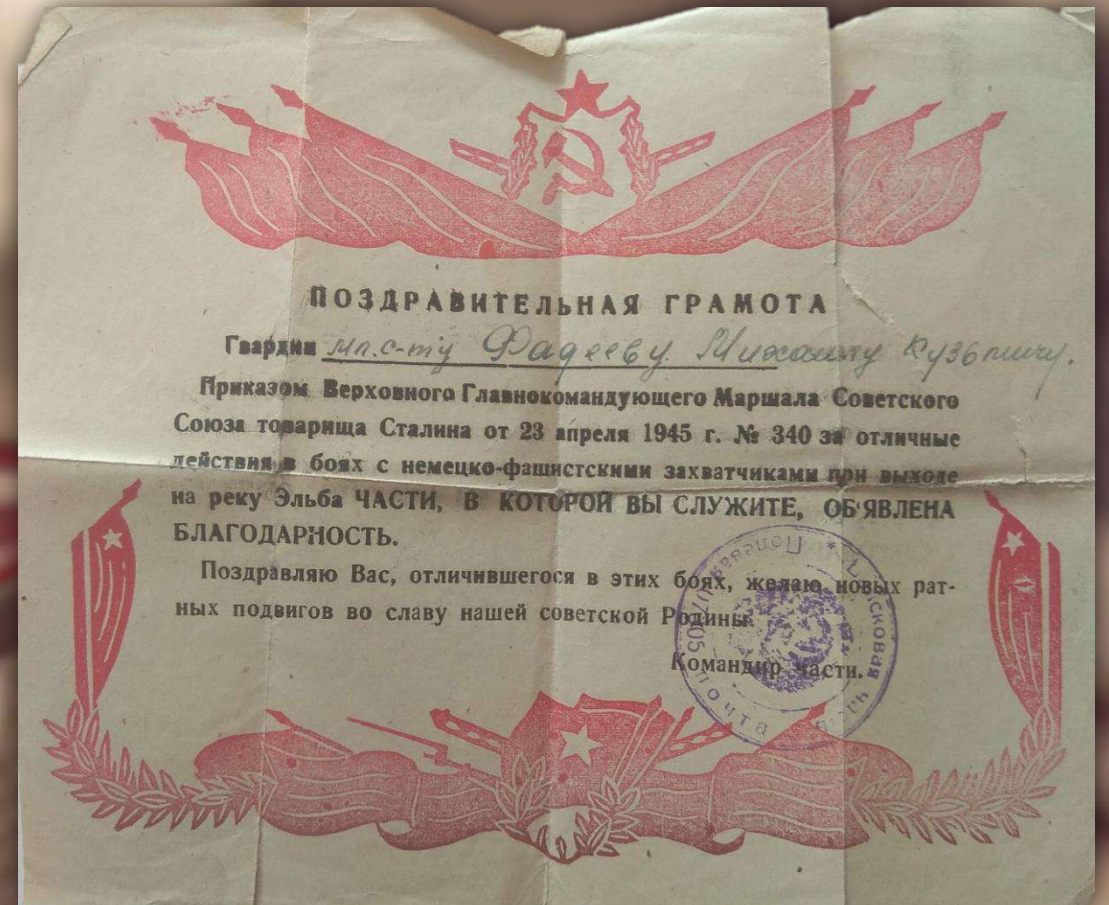 ПОЗДРАВИТЕЛЬНАЯ ГРАМОТА
Гвардии мл.с-ту Фадееву Михаилу Кузьмичу.
Приказом Верховного Главнокомандующего Маршала Советского
Союза товарища Сталина от 23 апреля 1945 г. № 340 за отличные
действия в боях с немецко-фашистскими захватчиками при выходе
на реку Эльба ЧАСТИ, В КОТОРОЙ ВЫ СЛУЖИТЕ, ОБ'ЯВЛЕНА
БЛАГОДАРНОСТЬ.
Поздравляю Вас, отличившегося в этих боях, желаю новых рат-
ных подвигов во славу нашей советской Родины.
Командир части.
Полевая почта
часть